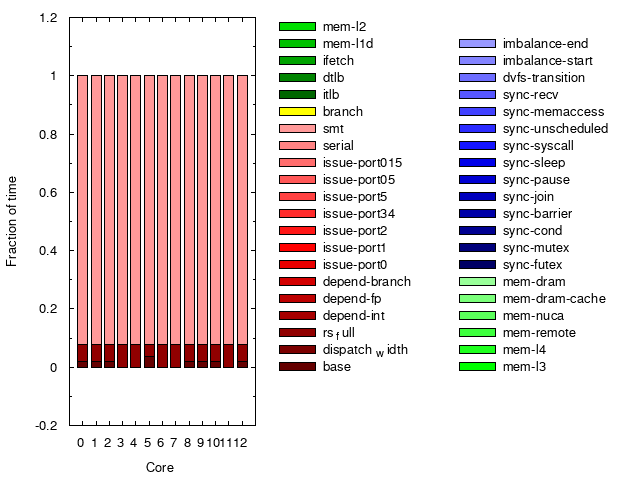 1.2
1
0.8
0.6
0.4
0.2
0
-0.2
Fraction of time
0 1 2 3 4 5 6 7 8 9 10 11 12
Core
mem-l2
mem-l1d
ifetch
dtlb
itlb
branch
smt
serial
issue-port015
issue-port05
issue-port5
issue-port34
issue-port2
issue-port1
issue-port0
depend-branch
depend-fp
depend-int
rsfull
dispatchwidth
base
imbalance-end
imbalance-start
dvfs-transition
sync-recv
sync-memaccess
sync-unscheduled
sync-syscall
sync-sleep
sync-pause
sync-join
sync-barrier
sync-cond
sync-mutex
sync-futex
mem-dram
mem-dram-cache
mem-nuca
mem-remote
mem-l4
mem-l3